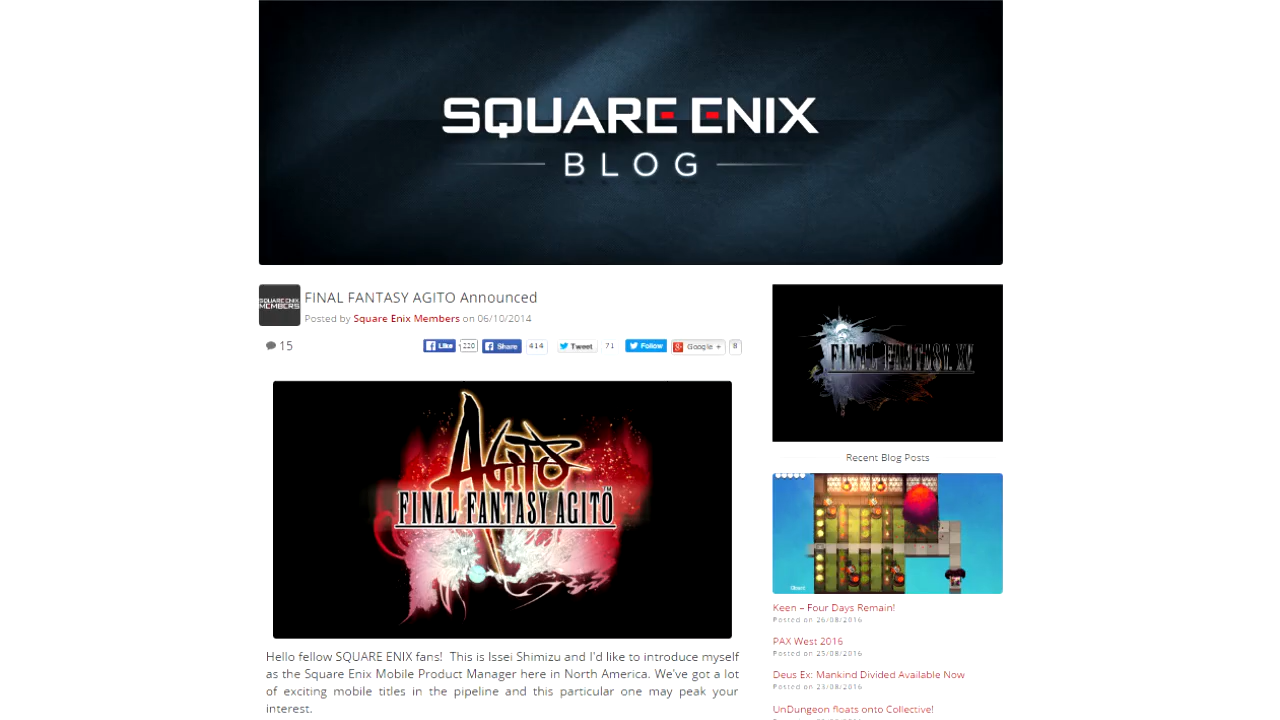 SQUARE ENIX
BLOG
SQUARE ENIX
MEMBERS
FINAL FANTASY AGITO Announced
Posted by Square Enix Members on 06/10/2014
15
Like 220 Share 414 Tweet 71 Follow Google + 8
AGITO
FINAL FANTASY AGITŌ
Hello fellow SQUARE ENIX fans!  This is Issei Shimizu and I'd like to introduce myself
as the Square Enix Mobile Product Manager here in North America. We've got a lot
of exciting mobile titles in the pipeline and this particular one may peak your
interest.
FINAL FANTASY XV
Recent Blog Posts
Keen – Four Days Remain!
Posted on 26/08/2016
PAX West 2016
Posted on 25/08/2016
Deus Ex: Mankind Divided Available Now
Posted on 23/08/2016
UnDungeon floats onto Collective!